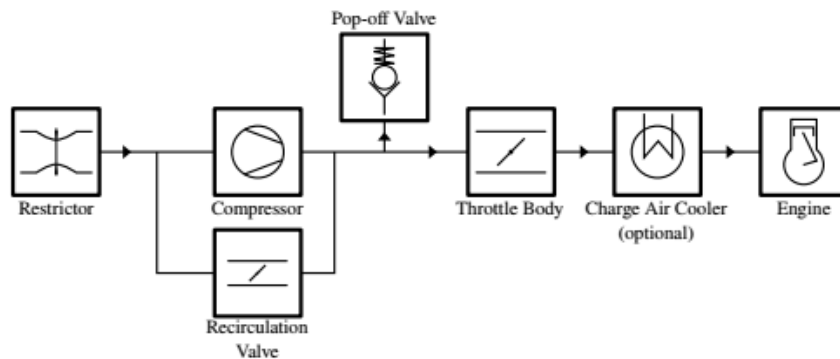 Pop-off Valve
Restrictor
Compressor
Throttle Body
Charge Air Cooler
(optional)
Engine
Recirculation
Valve